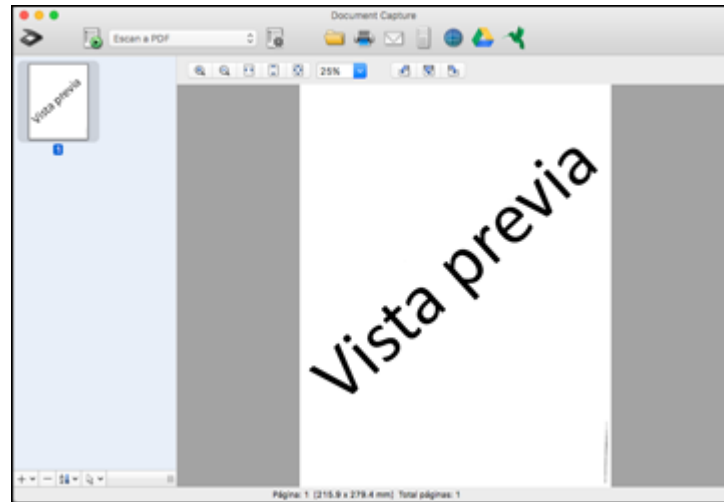 Document Capture
Escan a PDF
25%
Vista previa
1
Vista previa
Página: 1 [215.9 x 279.4 mm] Total páginas: 1